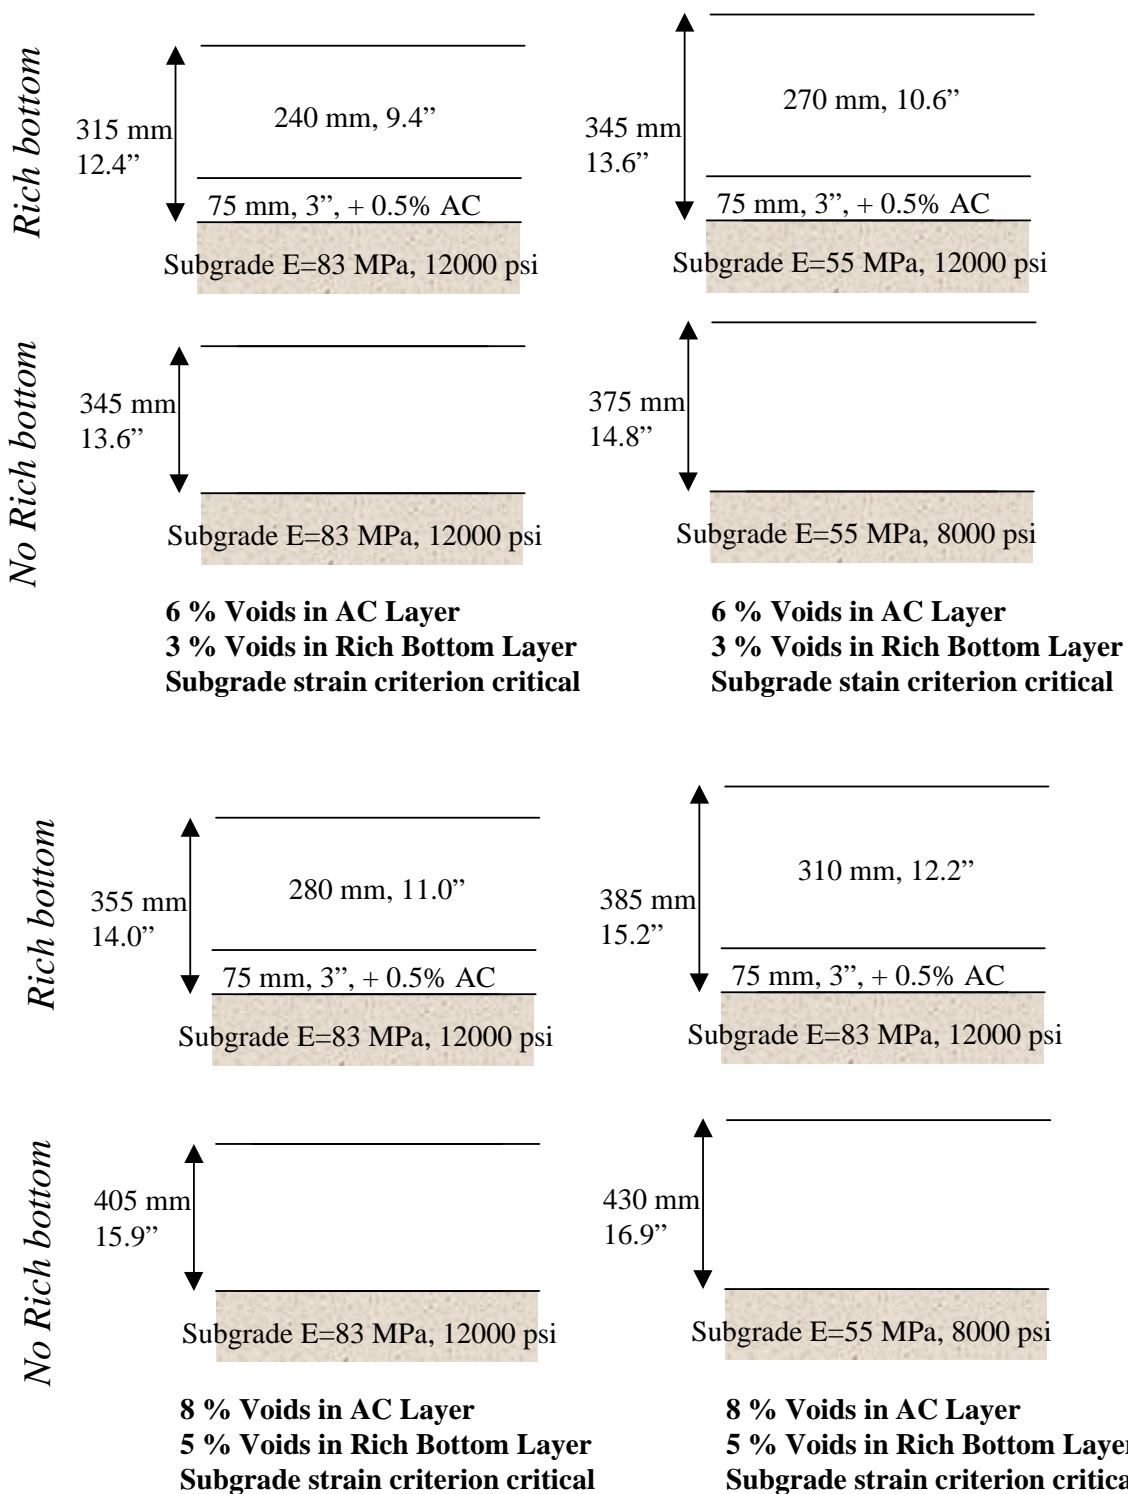 Rich bottom
315 mm
12.4”
240 mm, 9.4”
75 mm, 3”, + 0.5% AC
Subgrade E=83 MPa, 12000 psi
345 mm
13.6”
270 mm, 10.6”
75 mm, 3”, + 0.5% AC
Subgrade E=55 MPa, 12000 psi
No Rich bottom
345 mm
13.6”
Subgrade E=83 MPa, 12000 psi
375 mm
14.8”
Subgrade E=55 MPa, 8000 psi
6 % Voids in AC Layer
3 % Voids in Rich Bottom Layer
Subgrade strain criterion critical
6 % Voids in AC Layer
3 % Voids in Rich Bottom Layer
Subgrade stain criterion critical
Rich bottom
355 mm
14.0”
280 mm, 11.0”
75 mm, 3”, + 0.5% AC
Subgrade E=83 MPa, 12000 psi
385 mm
15.2”
310 mm, 12.2”
75 mm, 3”, + 0.5% AC
Subgrade E=83 MPa, 12000 psi
No Rich bottom
405 mm
15.9”
Subgrade E=83 MPa, 12000 psi
430 mm
16.9”
Subgrade E=55 MPa, 8000 psi
8 % Voids in AC Layer
5 % Voids in Rich Bottom Layer
Subgrade strain criterion critical
8 % Voids in AC Layer
5 % Voids in Rich Bottom Laye
Subgrade strain criterion critica